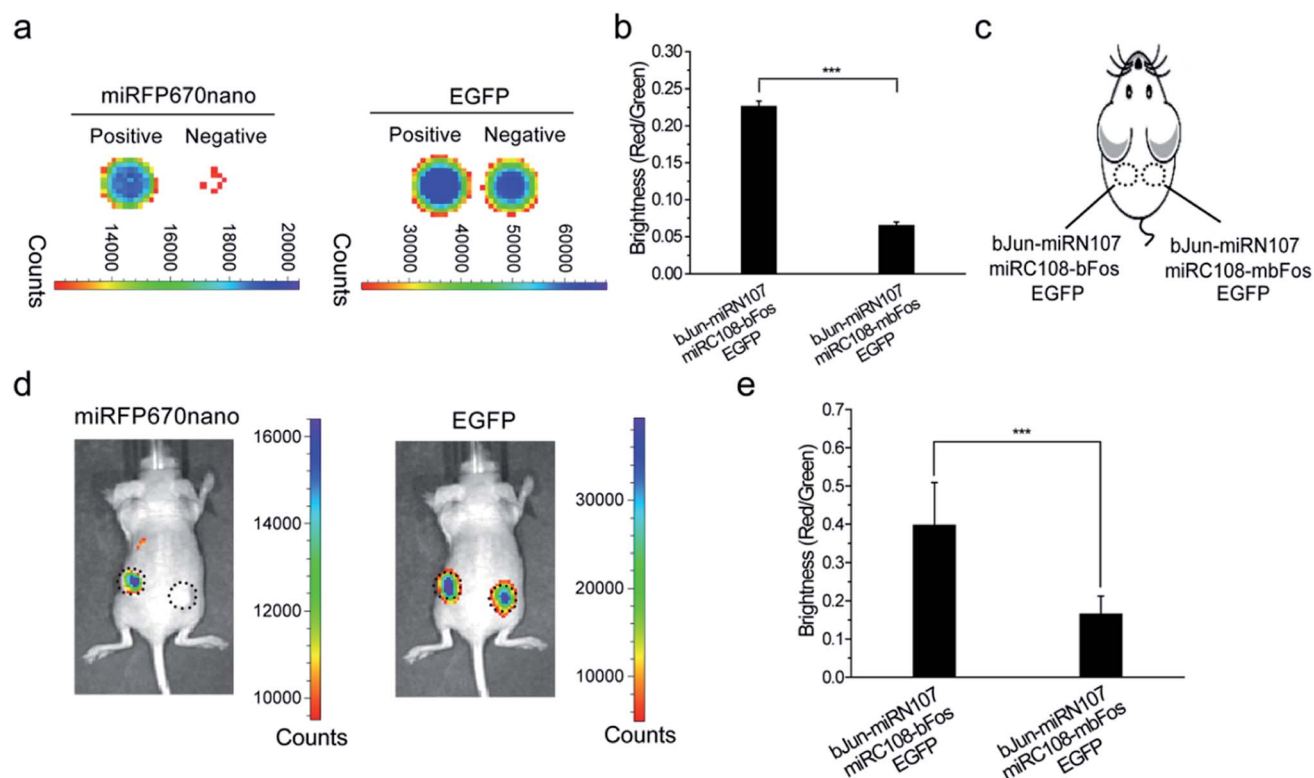 a
miRFP670nano
Positive Negative
Counts
14000
16000
18000
20000
EGFP
Positive Negative
Counts
30000
40000
50000
60000
b
Brightness (Red/Green)
0.30
0.25
0.20
0.15
0.10
0.05
0.00
***
bJun-miRN107
miRC108-bFos
EGFP
bJun-miRN107
miRC108-mbFos
EGFP
c
bJun-miRN107
miRC108-bFos
EGFP
bJun-miRN107
miRC108-mbFos
EGFP
d
miRFP670nano
16000
14000
12000
10000
Counts
EGFP
30000
20000
10000
Counts
e
Brightness (Red/Green)
0.7
0.6
0.5
0.4
0.3
0.2
0.1
0.0
***
bJun-miRN107
miRC108-bFos
EGFP
bJun-miRN107
miRC108-mbFos
EGFP